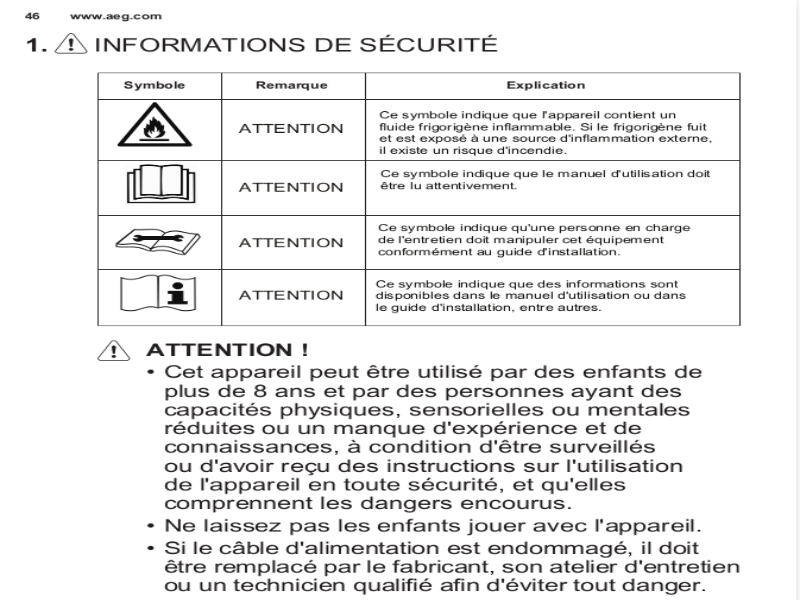 46 www.aeg.com
1. INFORMATIONS DE SÉCURITÉ
Symbole Remarque Explication
ATTENTION
Ce symbole indique que l'appareil contient un
fluide frigorigène inflammable. Si le frigorigène fuit
et est exposé à une source d'inflammation externe,
il existe un risque d'incendie.
ATTENTION
Ce symbole indique que le manuel d'utilisation doit
être lu attentivement.
ATTENTION
Ce symbole indique qu'une personne en charge
de l'entretien doit manipuler cet équipement
conformément au guide d'installation.
ATTENTION
Ce symbole indique que des informations sont
disponibles dans le manuel d'utilisation ou dans
le guide d'installation, entre autres.
ATTENTION !
• Cet appareil peut être utilisé par des enfants de
plus de 8 ans et par des personnes ayant des
capacités physiques, sensorielles ou mentales
réduites ou un manque d'expérience et de
connaissances, à condition d'être surveillés
ou d'avoir reçu des instructions sur l'utilisation
de l'appareil en toute sécurité, et qu'elles
comprennent les dangers encourus.
• Ne laissez pas les enfants jouer avec l'appareil.
• Si le câble d'alimentation est endommagé, il doit
être remplacé par le fabricant, son atelier d'entretien
ou un technicien qualifié afin d'éviter tout danger.